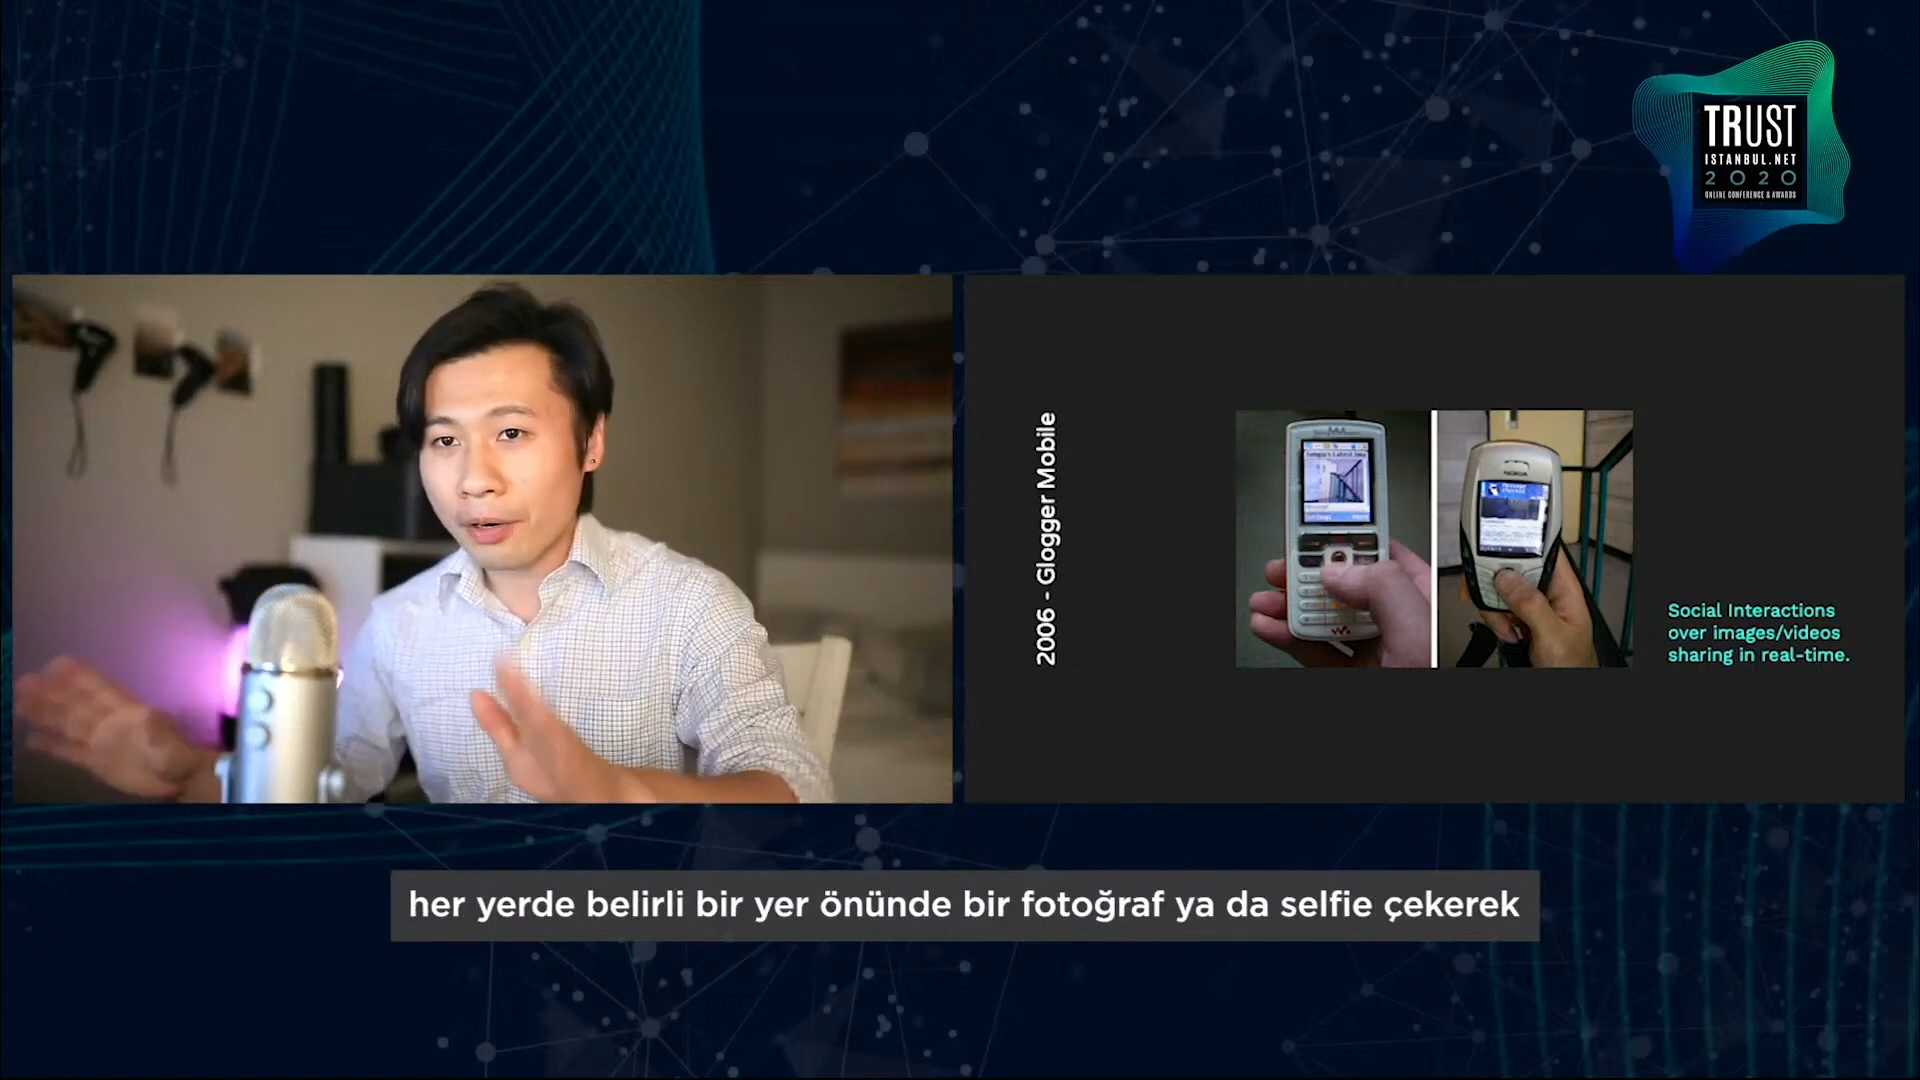 TRUST
ISTANBUL.NET
2020
ONLINE CONFERENCE & AWARDS
2006 - Glogger Mobile
NOKIA
Social Interactions
over images/videos
sharing in real-time.
her yerde belirli bir yer önünde bir fotoğraf ya da selfie çekerek